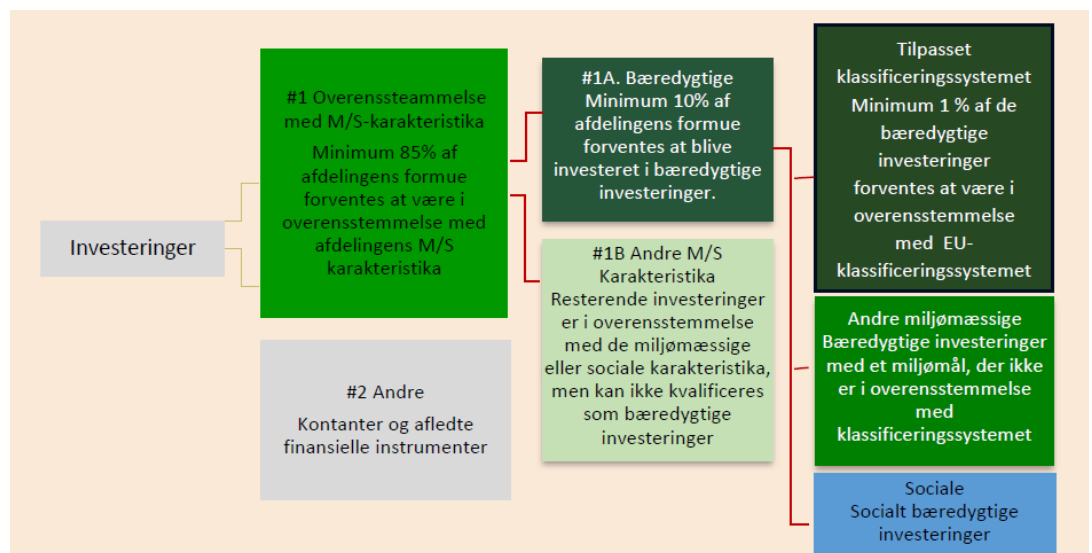 Investeringer
#1 Overenssteammelse
med M/S-karakteristika
Minimum 85% af
afdelingens formue
forventes at være i
overensstemmelse med
afdelingens M/S
karakteristika
#2 Andre
Kontanter og afledte
finansielle instrumenter
#1A. Bæredygtige
Minimum 10% af
afdelingens formue
forventes at blive
investeret i bæredygtige
investeringer.
#1B Andre M/S
Karakteristika
Resterende investeringer
er i overensstemmelse
med de miljømæssige
eller sociale karakteristika,
men kan ikke kvalificeres
som bæredygtige
investeringer
Tilpasset
klassificeringssystemet
Minimum 1 % af de
bæredygtige
investeringer
forventes at være i
overensstemmelse
med EU-
klassificeringssystemet
Andre miljømæssige
Bæredygtige investeringer
med et miljømål, der ikke
er i overensstemmelse
med
klassificeringssystemet
Sociale
Socialt bæredygtige
investeringer